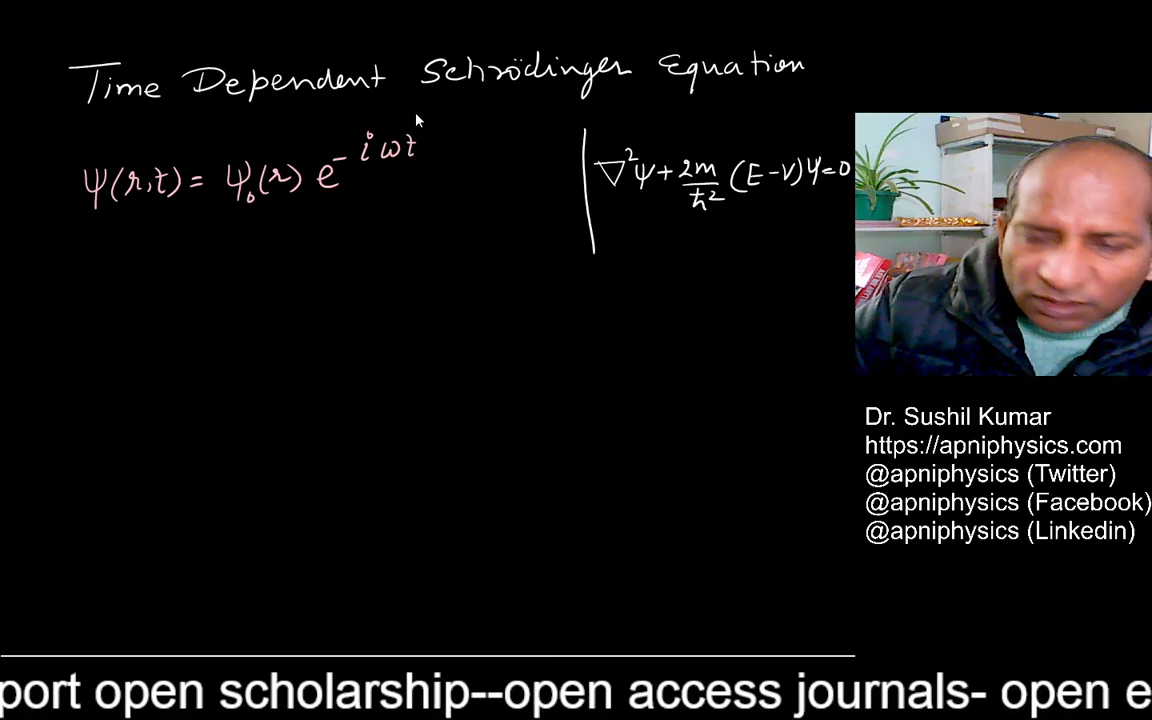 Time Dependent Schrödinger Equation
ψ(r,t) = ψ₀(r) e^{-iωt}
∇²ψ + 2m/ħ² (E-V)ψ=0
Dr. Sushil Kumar
https://apniphysics.com
@apniphysics (Twitter)
@apniphysics (Facebook)
@apniphysics (Linkedin)
port open scholarship--open access journals- open e